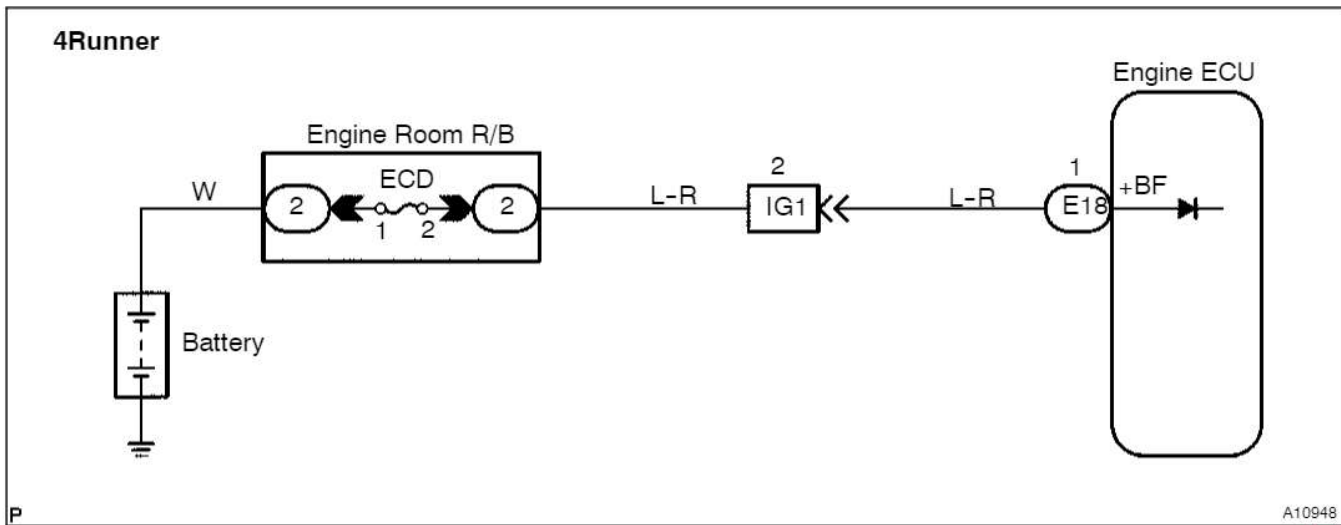 4Runner
Engine ECU
Engine Room R/B
ECD
2
1
W
2
2
L-R
IG1
L-R
E18
+BF
1
2
Battery
P
A10948